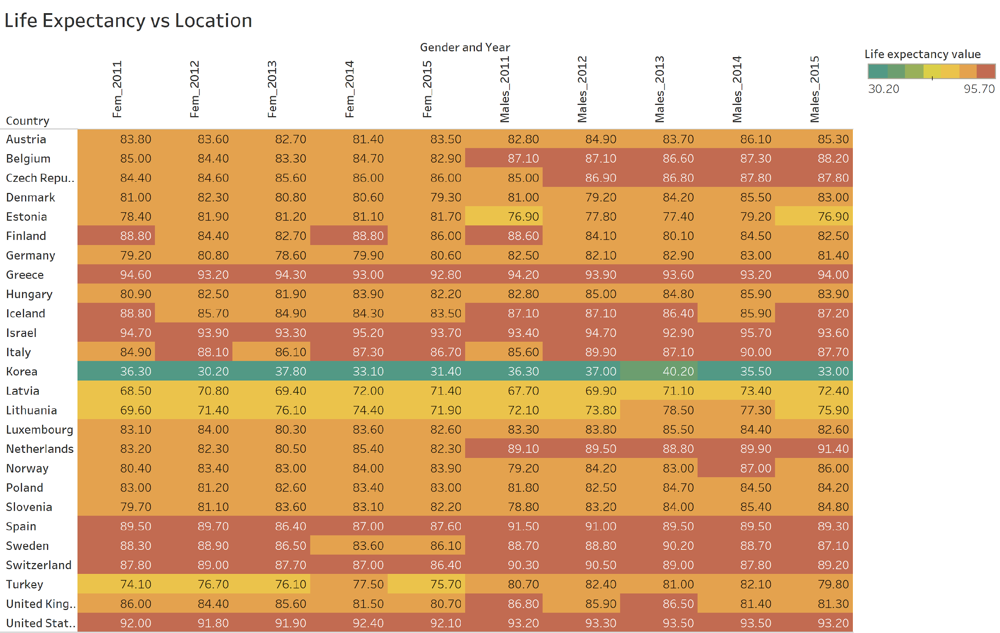 Life Expectancy vs Location
Gender and Year
Life expectancy value
30.20 95.70
Country Fem_2011 Fem_2012 Fem_2013 Fem_2014 Fem_2015 Males_2011 Males_2012 Males_2013 Males_2014 Males_2015
Austria 83.80 83.60 82.70 81.40 83.50 82.80 84.90 83.70 86.10 85.30
Belgium 85.00 84.40 83.30 84.70 82.90 87.10 87.10 86.60 87.30 88.20
Czech Repu.. 84.40 84.60 85.60 86.00 86.00 85.00 86.90 86.80 87.80 87.80
Denmark 81.00 82.30 80.80 80.60 79.30 81.00 79.20 84.20 85.50 83.00
Estonia 78.40 81.90 81.20 81.10 81.70 76.90 77.80 77.40 79.20 76.90
Finland 88.80 84.40 82.70 88.80 86.00 88.60 84.10 80.10 84.50 82.50
Germany 79.20 80.80 78.60 79.90 80.60 82.50 82.10 82.90 83.00 81.40
Greece 94.60 93.20 94.30 93.00 92.80 94.20 93.90 93.60 93.20 94.00
Hungary 80.90 82.50 81.90 83.90 82.20 82.80 85.00 84.80 85.90 83.90
Iceland 88.80 85.70 84.90 84.30 83.50 87.10 87.10 86.40 85.90 87.20
Israel 94.70 93.90 93.30 95.20 93.70 93.40 94.70 92.90 95.70 93.60
Italy 84.90 88.10 86.10 87.30 86.70 85.60 89.90 87.10 90.00 87.70
Korea 36.30 30.20 37.80 33.10 31.40 36.30 37.00 40.20 35.50 33.00
Latvia 68.50 70.80 69.40 72.00 71.40 67.70 69.90 71.10 73.40 72.40
Lithuania 69.60 71.40 76.10 74.40 71.90 72.10 73.80 78.50 77.30 75.90
Luxembourg 83.10 84.00 80.30 83.60 82.60 83.30 83.80 85.50 84.40 82.60
Netherlands 83.20 82.30 80.50 85.40 82.30 89.10 89.50 88.80 89.90 91.40
Norway 80.40 83.40 83.00 84.00 83.90 79.20 84.20 83.00 87.00 86.00
Poland 83.00 81.20 82.60 83.40 83.00 81.80 82.50 84.70 84.50 84.20
Slovenia 79.70 81.10 83.60 83.10 82.20 78.80 83.20 84.00 85.40 84.80
Spain 89.50 89.70 86.40 87.00 87.60 91.50 91.00 89.50 89.50 89.30
Sweden 88.30 88.90 86.50 83.60 86.10 88.70 88.80 90.20 88.70 87.10
Switzerland 87.80 89.00 87.70 87.00 86.40 90.30 90.50 89.00 87.80 89.20
Turkey 74.10 76.70 76.10 77.50 75.70 80.70 82.40 81.00 82.10 79.80
United King.. 86.00 84.40 85.60 81.50 80.70 86.80 85.90 86.50 81.40 81.30
United Stat.. 92.00 91.80 91.90 92.40 92.10 93.20 93.30 93.50 93.50 93.20